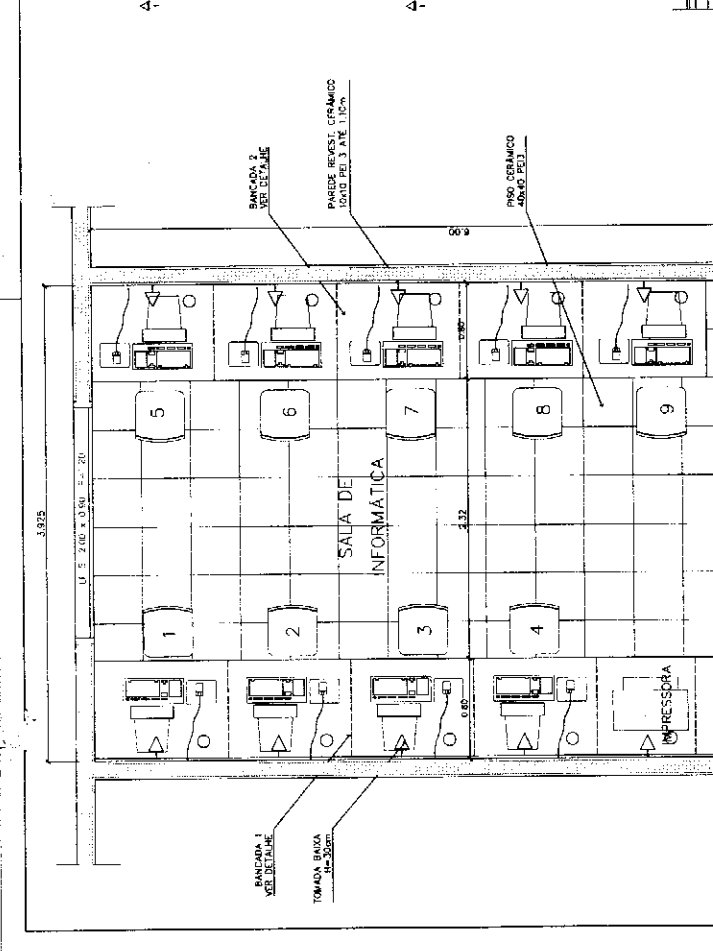 BANCADA 2
VER DETALHE
PAREDE REVEST. CERÂMICO
10x10 PEI 3 ATÉ 1.10m
PISO CERÂMICO
40x40 PEI3
6.00
3.925
5
6
7
8
9
0.80
SALA DE
INFORMÁTICA
2.32
1
2
3
4
0.80
IMPRESSORA
BANCADA 1
VER DETALHE
TOMADA BAIXA
H=30cm